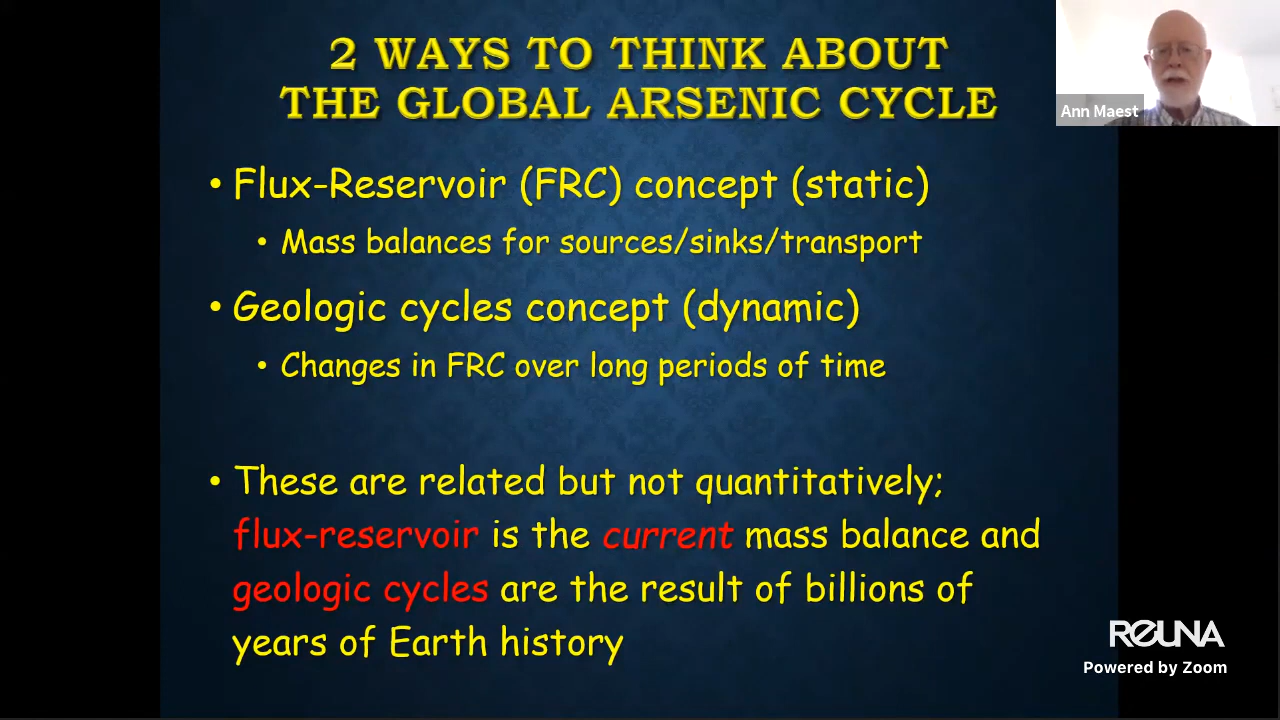 2 WAYS TO THINK ABOUT
THE GLOBAL ARSENIC CYCLE
Ann Maest
• Flux-Reservoir (FRC) concept (static)
• Mass balances for sources/sinks/transport
• Geologic cycles concept (dynamic)
• Changes in FRC over long periods of time
• These are related but not quantitatively;
flux-reservoir is the current mass balance and
geologic cycles are the result of billions of
years of Earth history
REUNA
Powered by Zoom